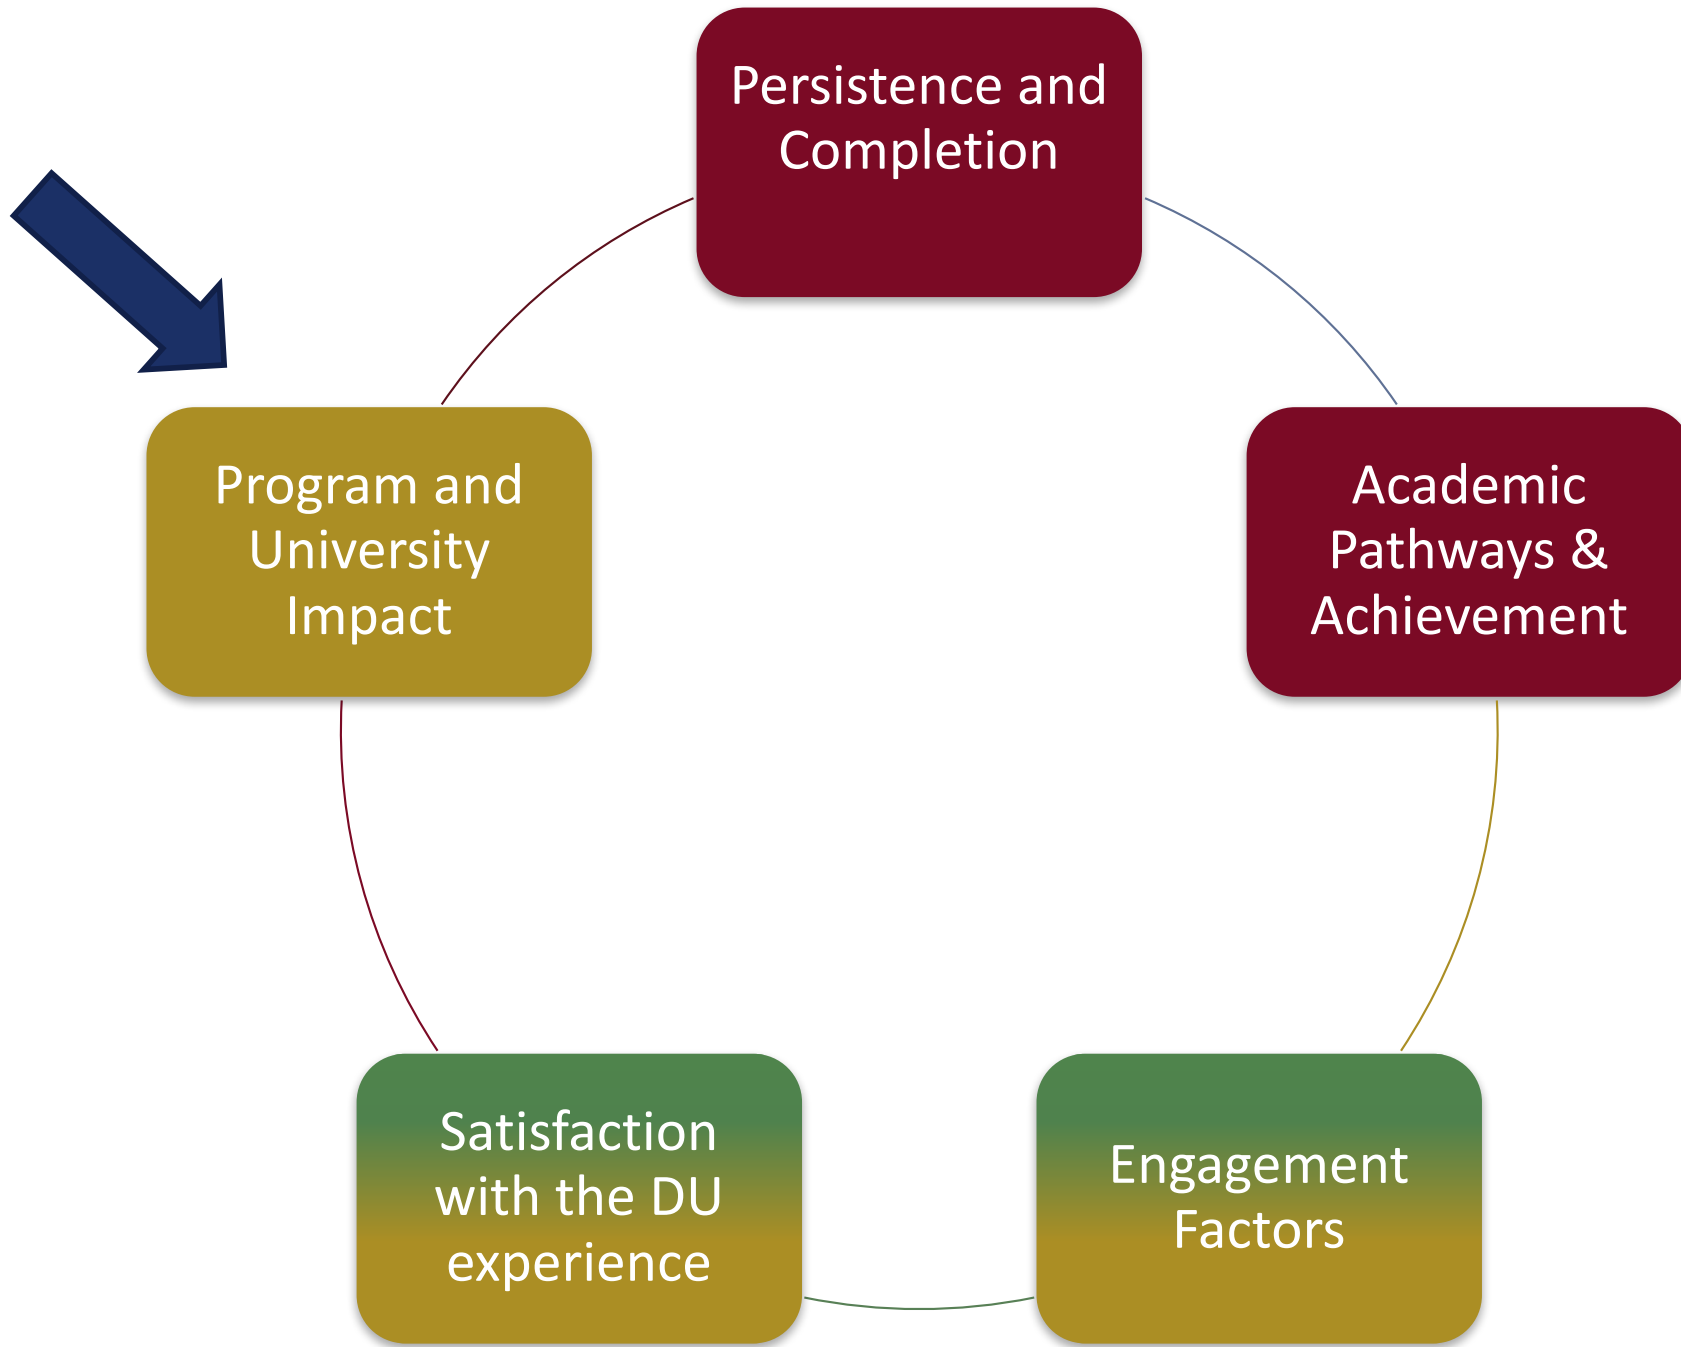 Persistence and
Completion
Program and
University
Impact
Academic
Pathways &
Achievement
Satisfaction
with the DU
experience
Engagement
Factors